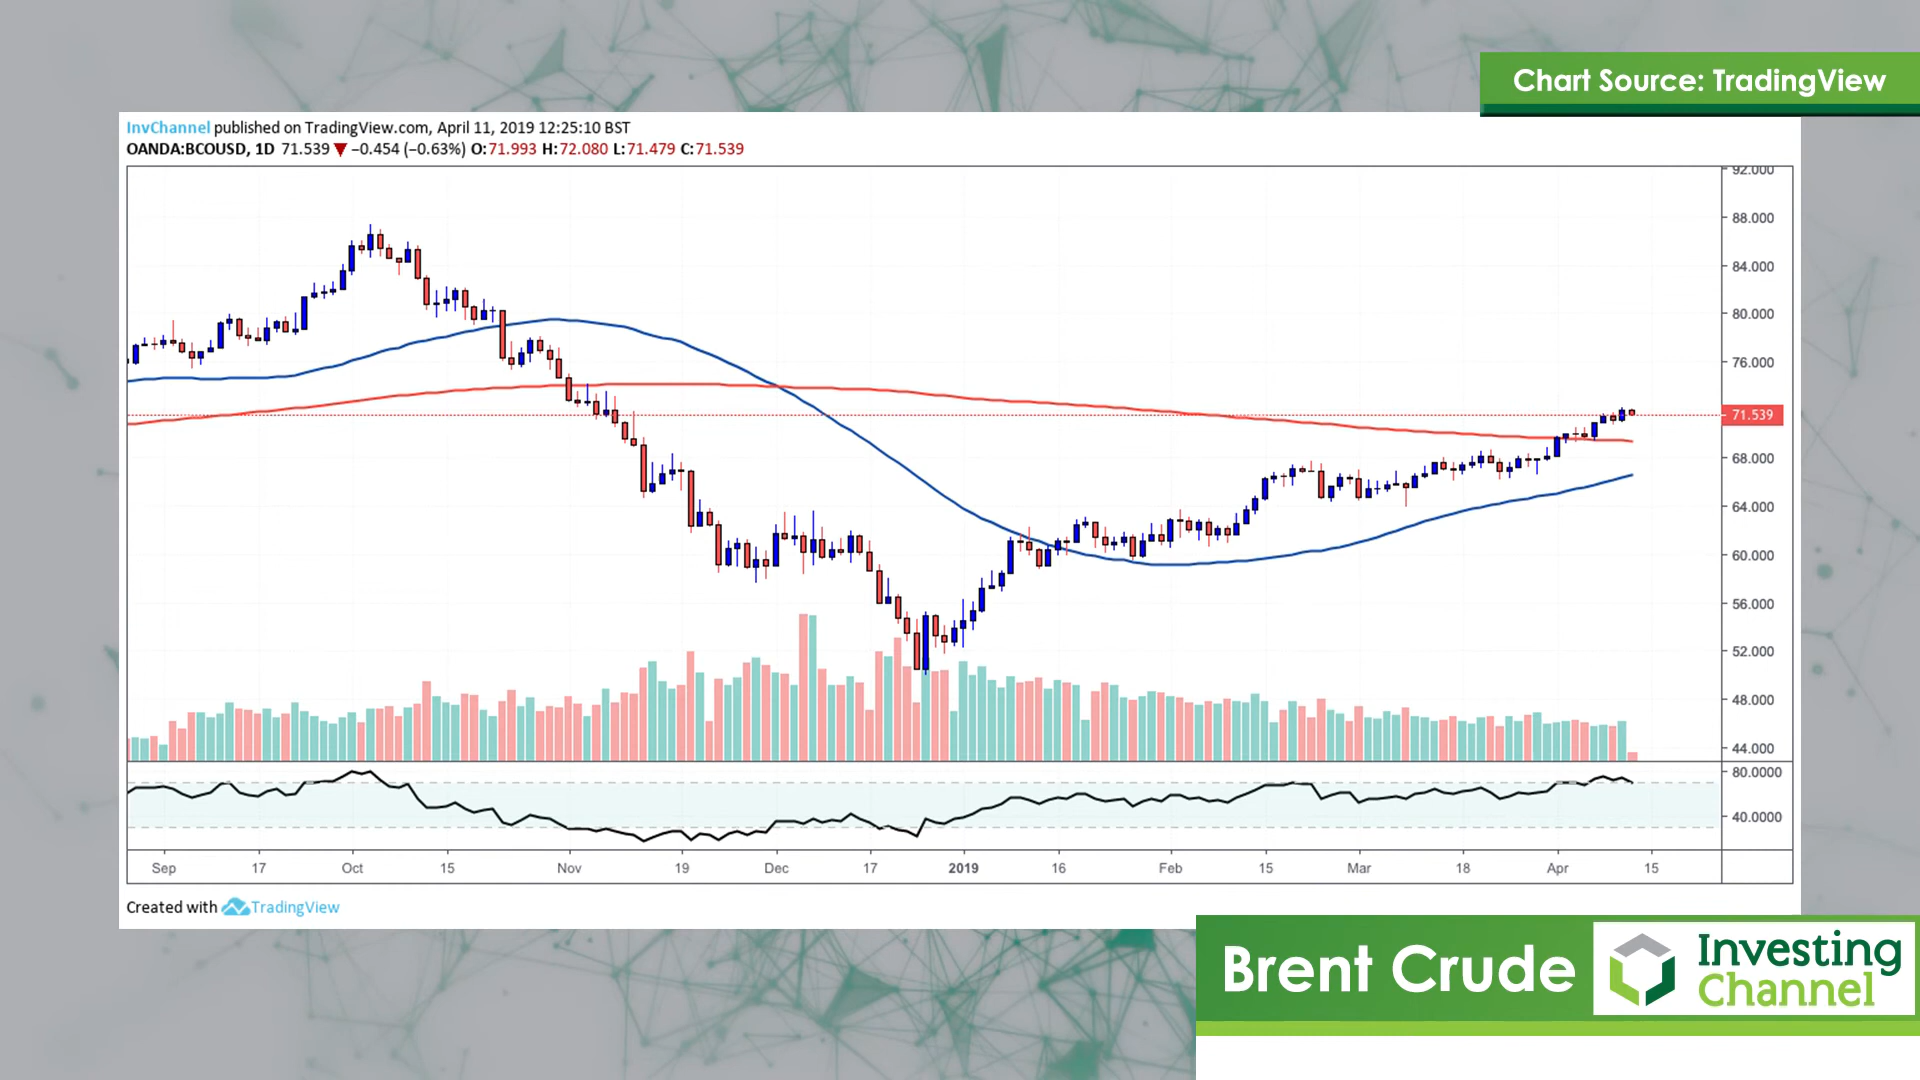 Chart Source: TradingView
InvChannel published on TradingView.com, April 11, 2019 12:25:10 BST
OANDA:BCOUSD, 1D 71.539 ▼ −0.454 (−0.63%) O:71.993 H:72.080 L:71.479 C:71.539
92.000
88.000
84.000
80.000
76.000
71.539
68.000
64.000
60.000
56.000
52.000
48.000
44.000
80.0000
40.0000
Sep 17 Oct 15 Nov 19 Dec 17 2019 16 Feb 15 Mar 18 Apr 15
Created with TradingView
Brent Crude
Investing
Channel